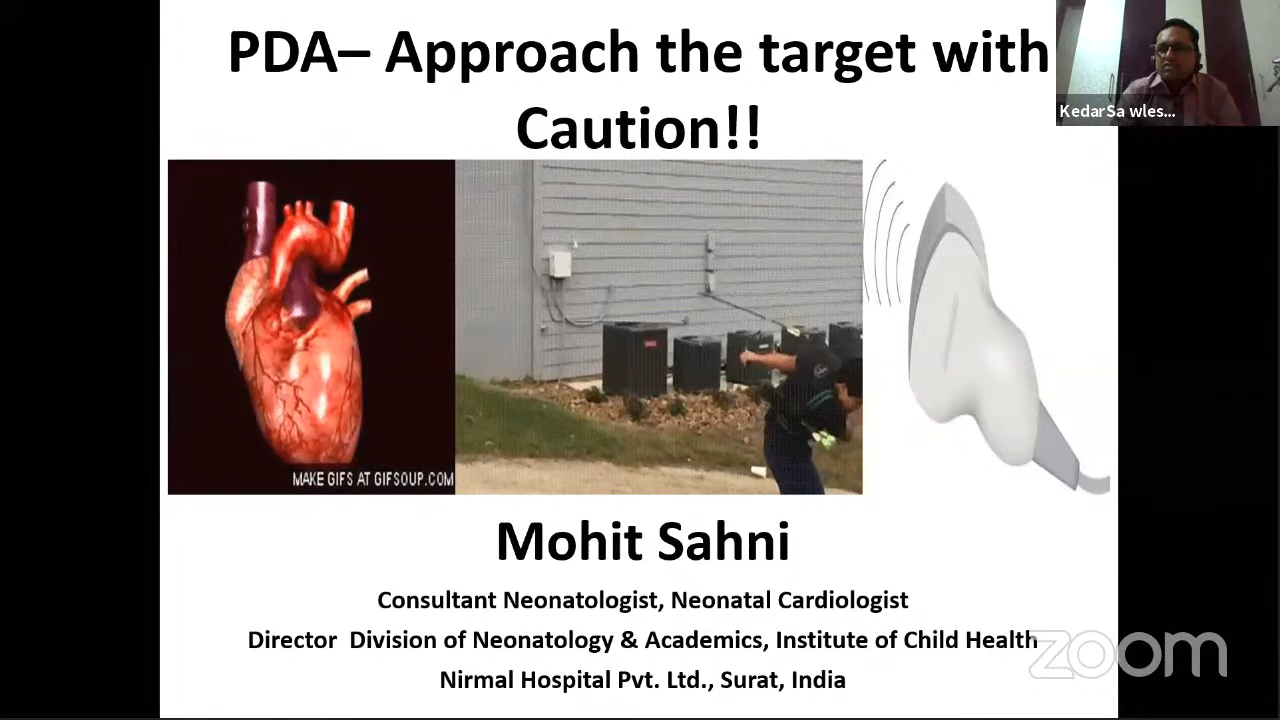 PDA– Approach the target with
Caution!!
KedarSa wles...
MAKE GIFS AT GIFSOUP.COM
Mohit Sahni
Consultant Neonatologist, Neonatal Cardiologist
Director  Division of Neonatology & Academics, Institute of Child Health
Nirmal Hospital Pvt. Ltd., Surat, India
zoom